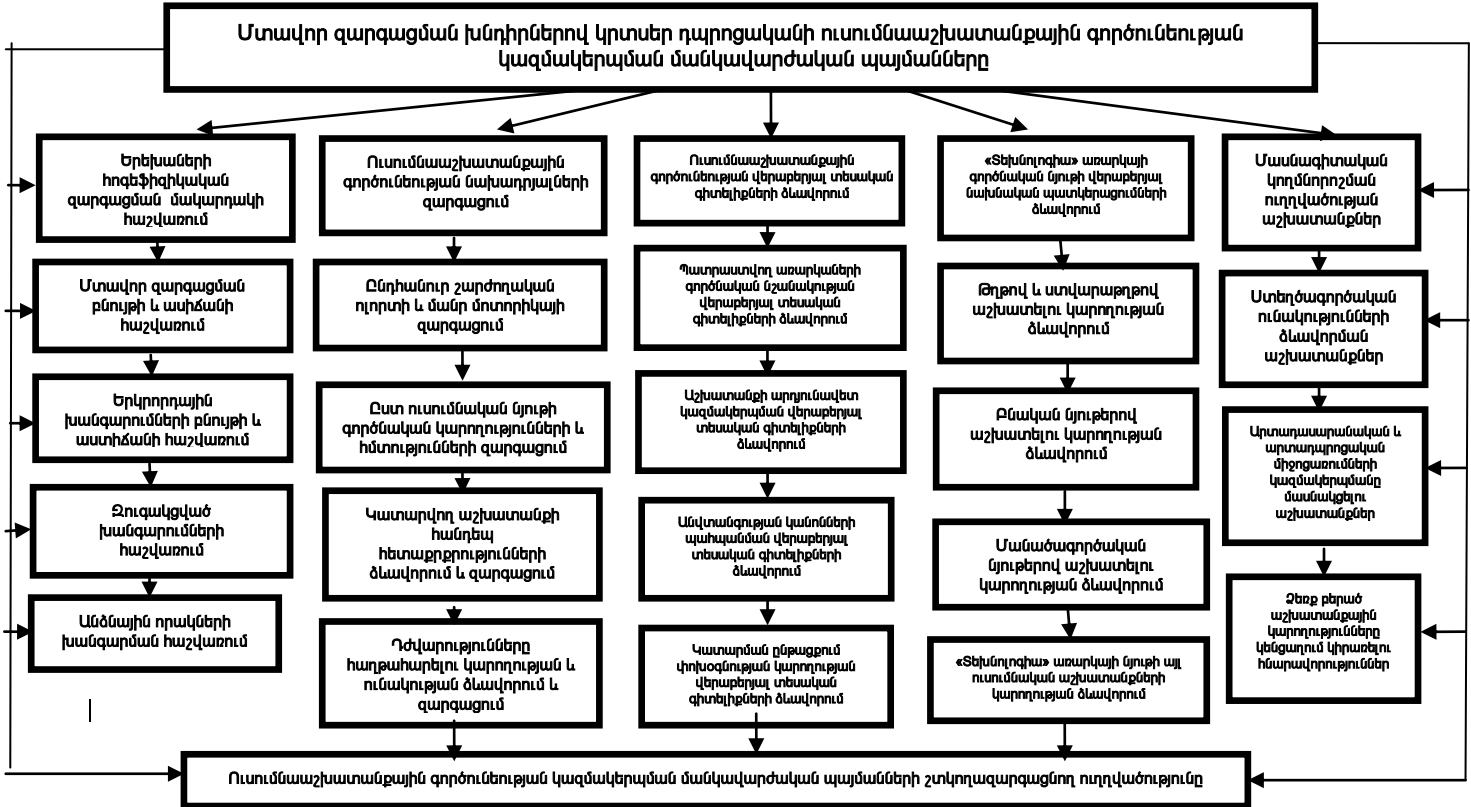 Մտավոր զարգացման խնդիրներով կրտսեր դպրոցականի ուսումնաաշխատանքային գործունեության
կազմակերպման մանկավարժական պայմանները
Երեխաների
հոգեֆիզիկական
զարգացման մակարդակի
հաշվառում
Մտավոր զարգացման
բնույթի և ասիճանի
հաշվառում
Երկրորդային
խանգարումների բնույթի և
աստիճանի հաշվառում
Զուգակցված
խանգարումների
հաշվառում
Անձնային որակների
խանգարման հաշվառում
Ուսումնաաշխատանքային
գործունեության նախադրյալների
զարգացում
Ընդհանուր շարժողական
ոլորտի և մանր մոտորիկայի
զարգացում
Ըստ ուսումնական նյութի
գործնական կարողությունների և
հմտությունների զարգացում
Կատարվող աշխատանքի
հանդեպ
հետաքրքրությունների
ձևավորում և զարգացում
Դժվարությունները
հաղթահարելու կարողության և
ունակության ձևավորում և
զարգացում
Ուսումնաաշխատանքային
գործունեության վերաբերյալ տեսական
գիտելիքների ձևավորում
Պատրաստվող առարկաների
գործնական նշանակության
վերաբերյալ տեսական
գիտելիքների ձևավորում
Աշխատանքի արդյունավետ
կազմակերպման վերաբերյալ
տեսական գիտելիքների
ձևավորում
Անվտանգության կանոնների
պահպանման վերաբերյալ
տեսական գիտելիքների
ձևավորում
Կատարման ընթացքում
փոխօգնության կարողության
վերաբերյալ տեսական
գիտելիքների ձևավորում
«Տեխնոլոգիա» առարկայի
գործնական նյութի վերաբերյալ
նախնական պատկերացումների
ձևավորում
Թղթով և ստվարաթղթով
աշխատելու կարողության
ձևավորում
Բնական նյութերով
աշխատելու կարողության
ձևավորում
Մանածագործական
նյութերով աշխատելու
կարողության ձևավորում
«Տեխնոլոգիա» առարկայի նյութի այլ
ուսումնական աշխատանքների
կարողության ձևավորում
Մասնագիտական
կողմնորոշման
ուղղվածության
աշխատանքներ
Ստեղծագործական
ունակությունների
ձևավորման
աշխատանքներ
Արտադասարանական և
արտադպրոցական
միջոցառումների
կազմակերպմանը
մասնակցելու
աշխատանքներ
Ձեռք բերած
աշխատանքային
կարողությունները
կենցաղում կիրառելու
հնարավորություններ
Ուսումնաաշխատանքային գործունեության կազմակերպման մանկավարժական պայմանների շտկողազարգացնող ուղղվածությունը